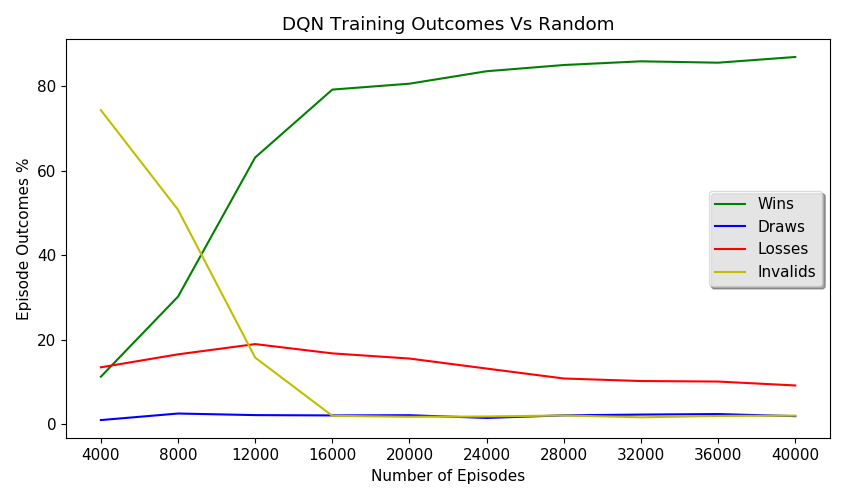 DQN Training Outcomes Vs Random
Episode Outcomes %
80
60
40
20
0
Wins
Draws
Losses
Invalids
4000 8000 12000 16000 20000 24000 28000 32000 36000 40000
Number of Episodes